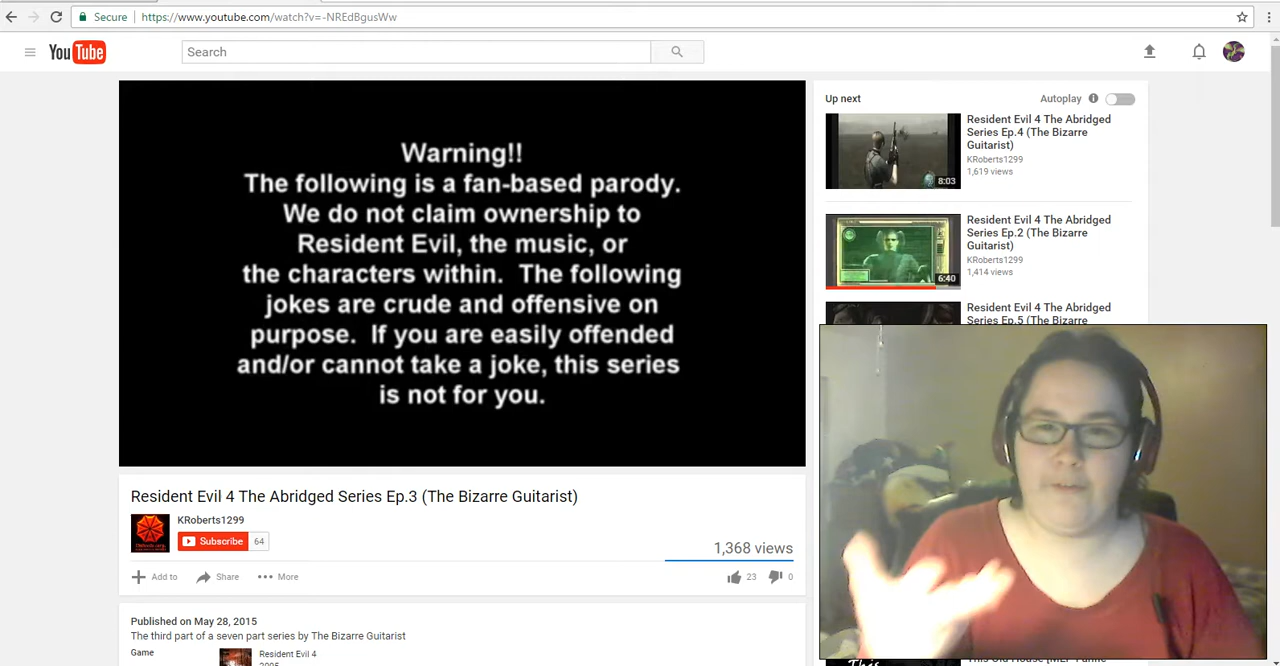 Secure https://www.youtube.com/watch?v=-NREdBgusWw
YouTube
Search
Warning!!
The following is a fan-based parody.
We do not claim ownership to
Resident Evil, the music, or
the characters within. The following
jokes are crude and offensive on
purpose. If you are easily offended
and/or cannot take a joke, this series
is not for you.
Resident Evil 4 The Abridged Series Ep.3 (The Bizarre Guitarist)
KRoberts1299
Subscribe 64
1,368 views
Add to Share More
23 0
Published on May 28, 2015
The third part of a seven part series by The Bizarre Guitarist
Game
Resident Evil 4
2005
Up next
Autoplay
Resident Evil 4 The Abridged
Series Ep.4 (The Bizarre
Guitarist)
KRoberts1299
1,619 views
8:03
Resident Evil 4 The Abridged
Series Ep.2 (The Bizarre
Guitarist)
KRoberts1299
1,414 views
6:40
Resident Evil 4 The Abridged
Series Ep.5 (The Bizarre